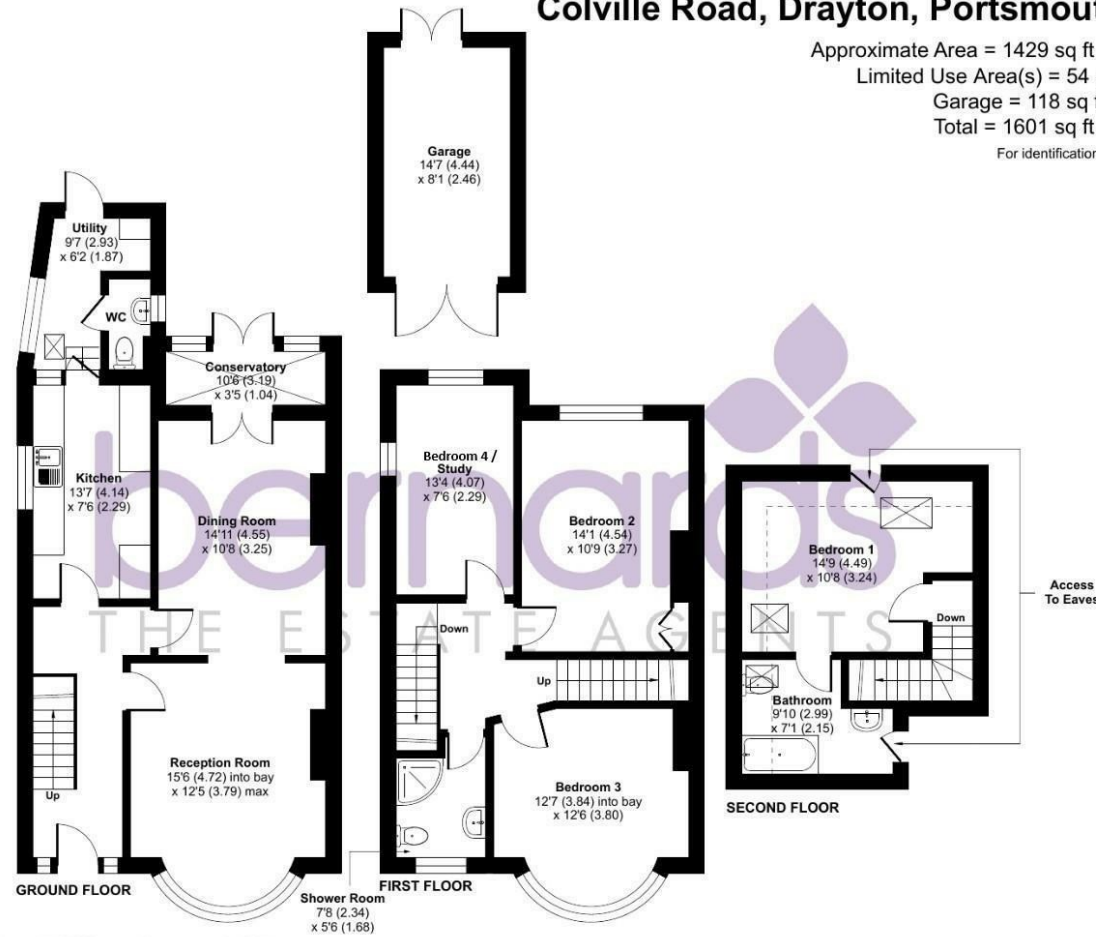 Colville Road, Drayton, Portsmout
Approximate Area = 1429 sq ft
Limited Use Area(s) = 54
Garage = 118 sq f
Total = 1601 sq ft
For identification
Garage
14'7 (4.44)
x 8'1 (2.46)
Utility
9'7 (2.93)
x 6'2 (1.87)
WC
Conservatory
10'6 (3.19)
x 3'5 (1.04)
Kitchen
13'7 (4.14)
x 7'6 (2.29)
Dining Room
14'11 (4.55)
x 10'8 (3.25)
Reception Room
15'6 (4.72) into bay
x 12'5 (3.79) max
Up
GROUND FLOOR
Bedroom 4 /
Study
13'4 (4.07)
x 7'6 (2.29)
Bedroom 2
14'1 (4.54)
x 10'9 (3.27)
Down
Up
Bedroom 3
12'7 (3.84) into bay
x 12'6 (3.80)
Shower Room
7'8 (2.34)
x 5'6 (1.68)
FIRST FLOOR
Bedroom 1
14'9 (4.49)
x 10'8 (3.24)
Down
Bathroom
9'10 (2.99)
x 7'1 (2.15)
Access
To Eaves
SECOND FLOOR
bernards
THE ESTATE AGENTS